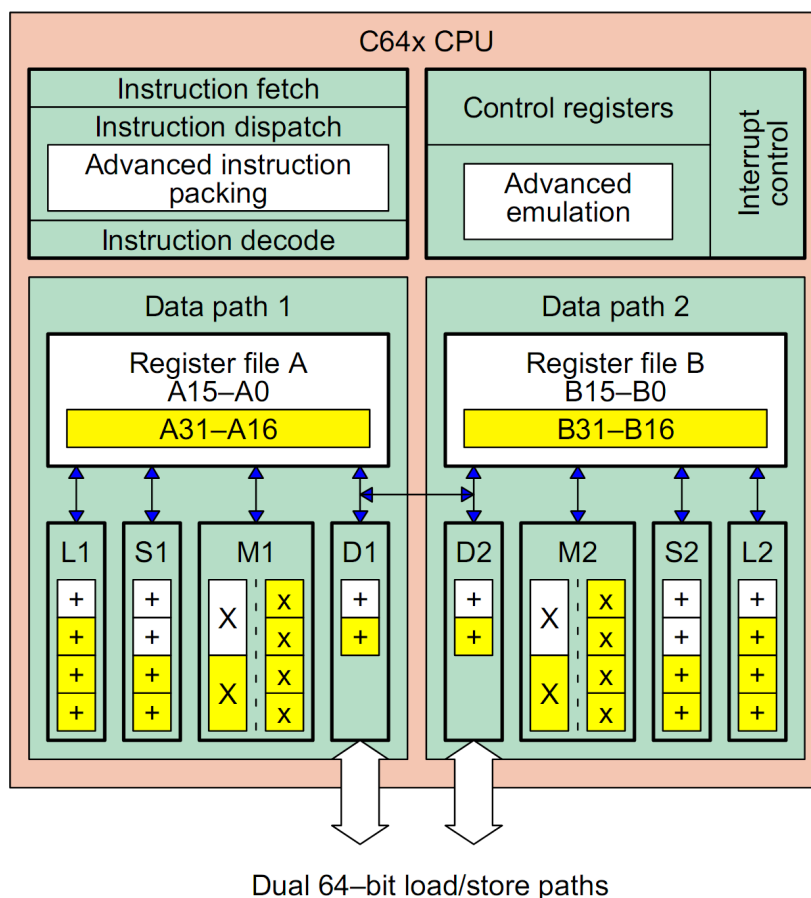 C64x CPU
Instruction fetch
Instruction dispatch
Advanced instruction
packing
Instruction decode
Control registers
Advanced
emulation
Interrupt
control
Data path 1
Register file A
A15–A0
A31–A16
Data path 2
Register file B
B15–B0
B31–B16
L1
+
+
+
+
S1
+
+
+
+
M1
X
X
x
x
x
x
D1
+
+
D2
+
+
M2
X
X
x
x
x
x
S2
+
+
+
+
L2
+
+
+
+
Dual 64–bit load/store paths